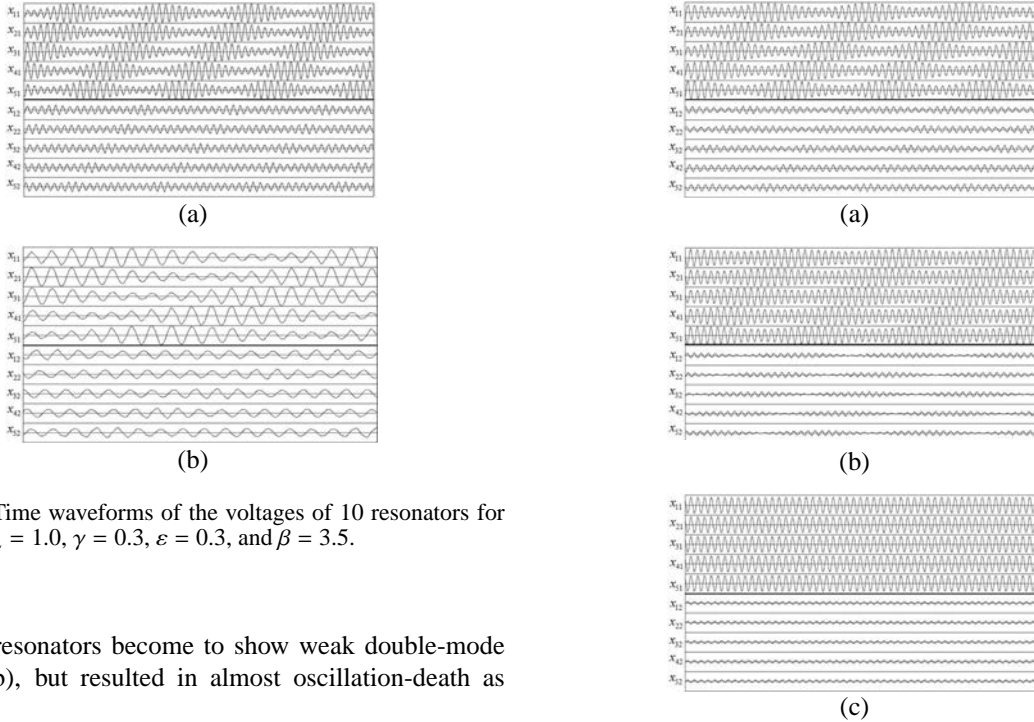 x11
x21
x31
x41
x51
x12
x22
x32
x42
x52
(a)
x11
x21
x31
x41
x51
x12
x22
x32
x42
x52
(b)
Time waveforms of the voltages of 10 resonators for
= 1.0, γ = 0.3, ε = 0.3, and β = 3.5.
resonators become to show weak double-mode
), but resulted in almost oscillation-death as
x11
x21
x31
x41
x51
x12
x22
x32
x42
x52
(a)
x11
x21
x31
x41
x51
x12
x22
x32
x42
x52
(b)
x11
x21
x31
x41
x51
x12
x22
x32
x42
x52
(c)